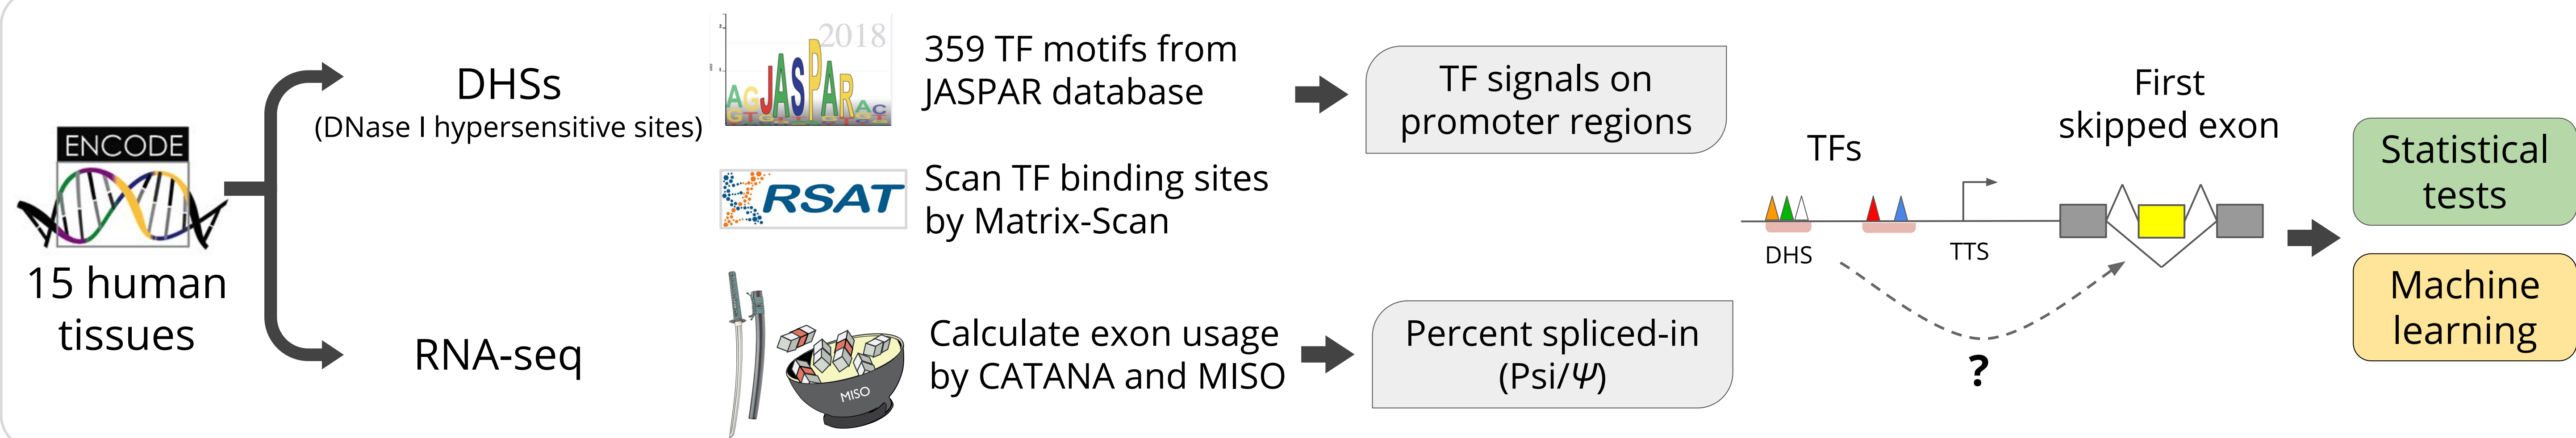 ENCODE
15 human
tissues
DHSs
(DNase I hypersensitive sites)
RNA-seq
2018
JASPAR
359 TF motifs from
JASPAR database
RSAT
Scan TF binding sites
by Matrix-Scan
MISO
Calculate exon usage
by CATANA and MISO
TF signals on
promoter regions
Percent spliced-in
(Psi/Ψ)
TFs
DHS
TTS
First
skipped exon
?
Statistical
tests
Machine
learning